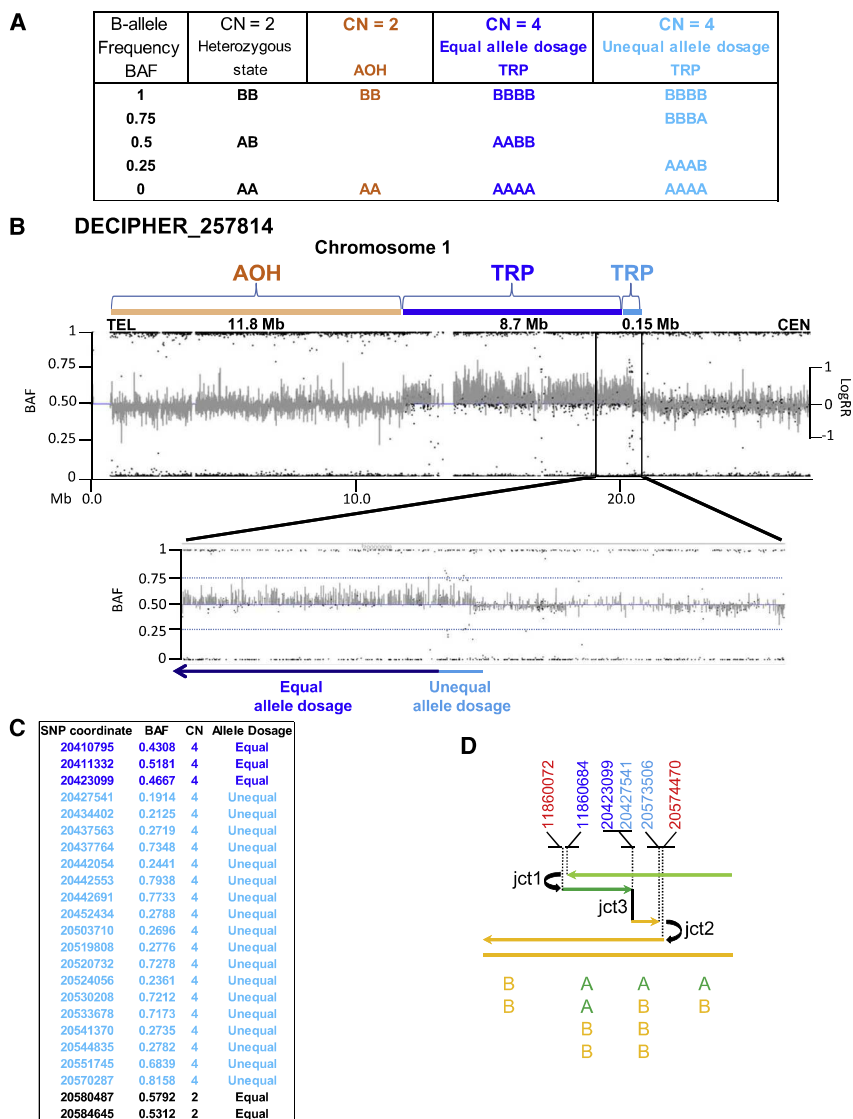 A
B-allele Frequency BAF
CN = 2 Heterozygous state
CN = 2 AOH
CN = 4 Equal allele dosage TRP
CN = 4 Unequal allele dosage TRP
1 BB BB BBBB BBBB
0.75 BBBA
0.5 AB AABB
0.25 AAAB
0 AA AA AAAA AAAA
B DECIPHER_257814
Chromosome 1
AOH TRP TRP
TEL 11.8 Mb 8.7 Mb 0.15 Mb CEN
1
0.75
0.50
0.25
0
BAF
1
0
-1
LogRR
Mb 0.0 10.0 20.0
1
0.75
0.50
0.25
0
BAF
Equal allele dosage
Unequal allele dosage
C
SNP coordinate BAF CN Allele Dosage
20410795 0.4308 4 Equal
20411332 0.5181 4 Equal
20423099 0.4667 4 Equal
20427541 0.1914 4 Unequal
20434402 0.2125 4 Unequal
20437563 0.2719 4 Unequal
20437764 0.7348 4 Unequal
20442054 0.2441 4 Unequal
20442553 0.7938 4 Unequal
20442691 0.7733 4 Unequal
20452434 0.2788 4 Unequal
20503710 0.2696 4 Unequal
20519808 0.2776 4 Unequal
20520732 0.7278 4 Unequal
20524056 0.2361 4 Unequal
20530208 0.7212 4 Unequal
20533678 0.7173 4 Unequal
20541370 0.2735 4 Unequal
20544835 0.2782 4 Unequal
20551745 0.6839 4 Unequal
20570287 0.8158 4 Unequal
20580487 0.5792 2 Equal
20584645 0.5312 2 Equal
D
11860072
11860684
20423099
20427541
20573506
20574470
jct1
jct3
jct2
B A A A
B A B B
B B
B B